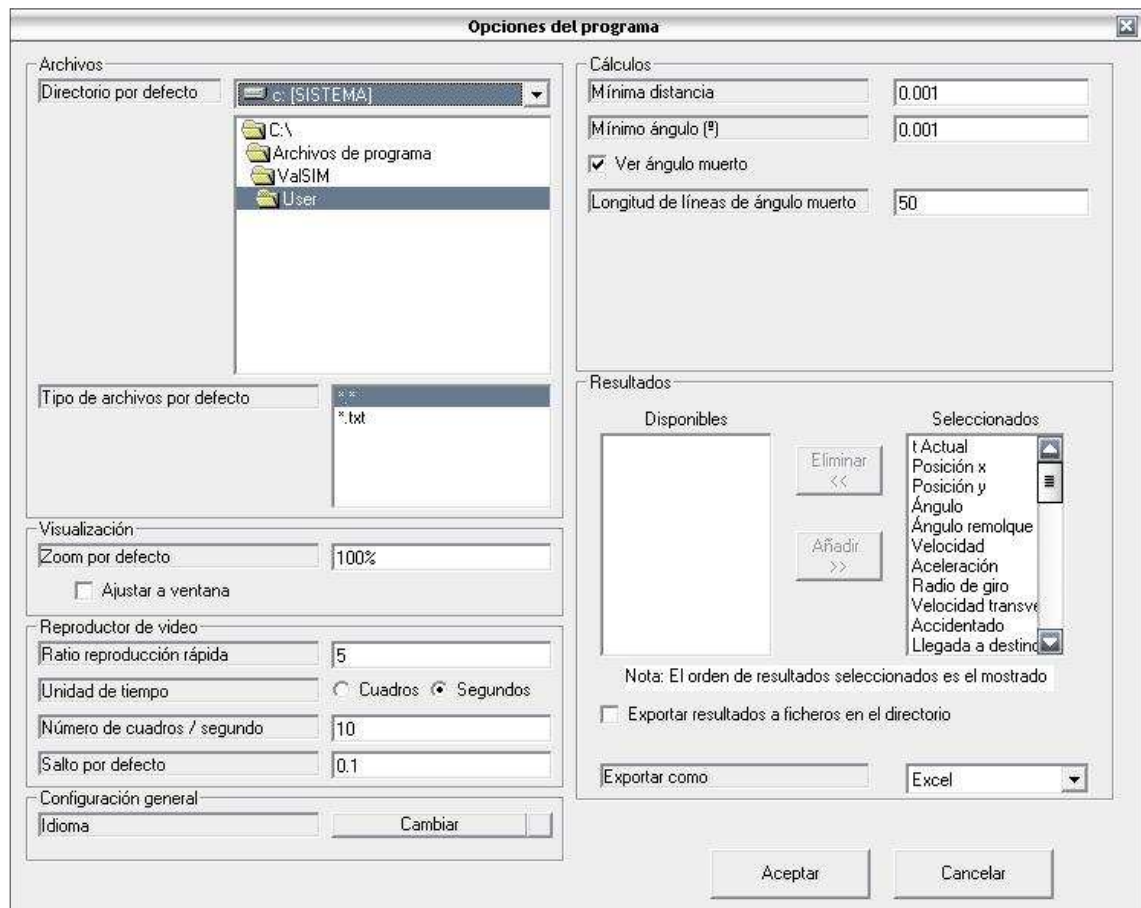 Opciones del programa
Archivos
Directorio por defecto
c: [SISTEMA]
C:\
Archivos de programa
ValSIM
User
Tipo de archivos por defecto
*.*
*.txt
Visualización
Zoom por defecto
100%
Ajustar a ventana
Reproductor de video
Ratio reproducción rápida
5
Unidad de tiempo
Cuadros
Segundos
Número de cuadros / segundo
10
Salto por defecto
0.1
Configuración general
Idioma
Cambiar
Cálculos
Mínima distancia
0.001
Mínimo ángulo (º)
0.001
Ver ángulo muerto
Longitud de líneas de ángulo muerto
50
Resultados
Disponibles
Eliminar
<<
Añadir
>>
Seleccionados
t Actual
Posición x
Posición y
Ángulo
Ángulo remolque
Velocidad
Aceleración
Radio de giro
Velocidad transve
Accidentado
Llegada a destino
Nota: El orden de resultados seleccionados es el mostrado
Exportar resultados a ficheros en el directorio
Exportar como
Excel
Aceptar
Cancelar